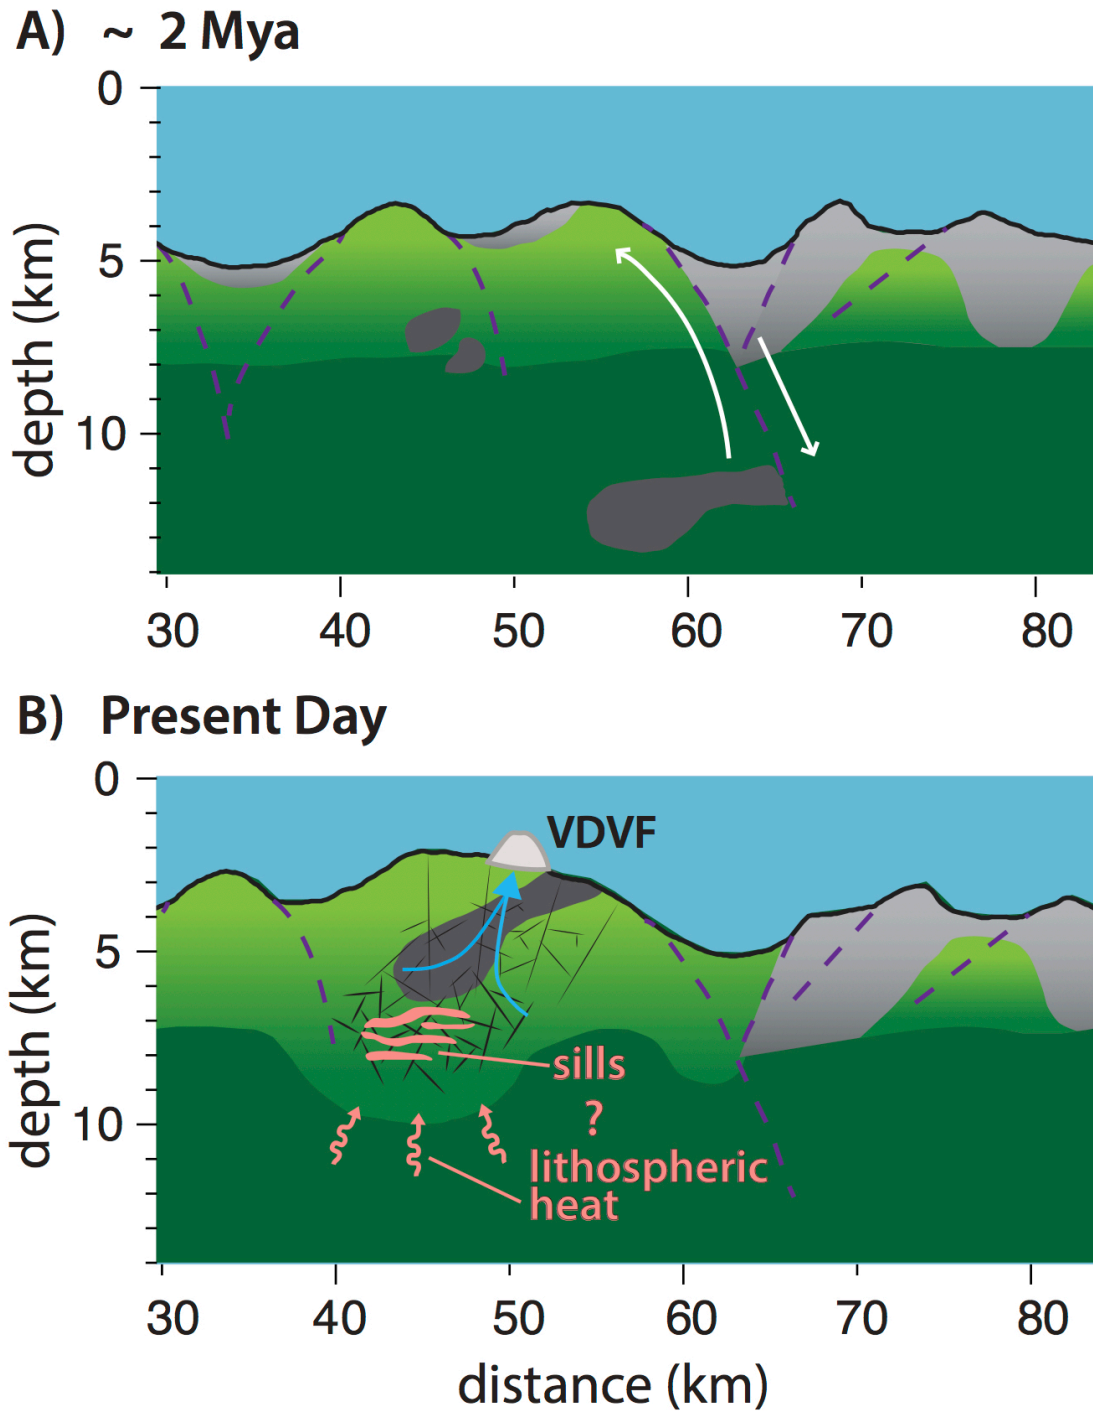 A) ~ 2 Mya
0
5
10
depth (km)
30 40 50 60 70 80
B) Present Day
0
5
10
depth (km)
VDVF
sills
?
lithospheric
heat
30 40 50 60 70 80
distance (km)